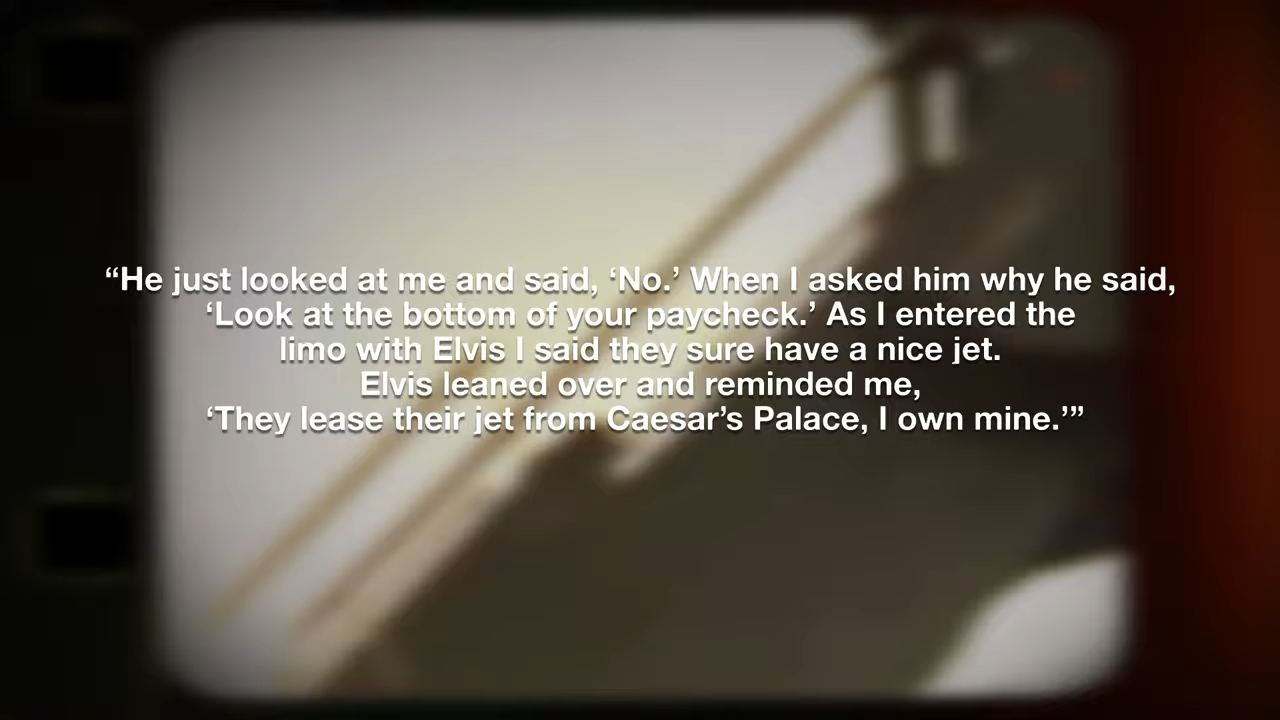 “He just looked at me and said, ‘No.’ When I asked him why he said,
‘Look at the bottom of your paycheck.’ As I entered the
limo with Elvis I said they sure have a nice jet.
Elvis leaned over and reminded me,
‘They lease their jet from Caesar’s Palace, I own mine.’”